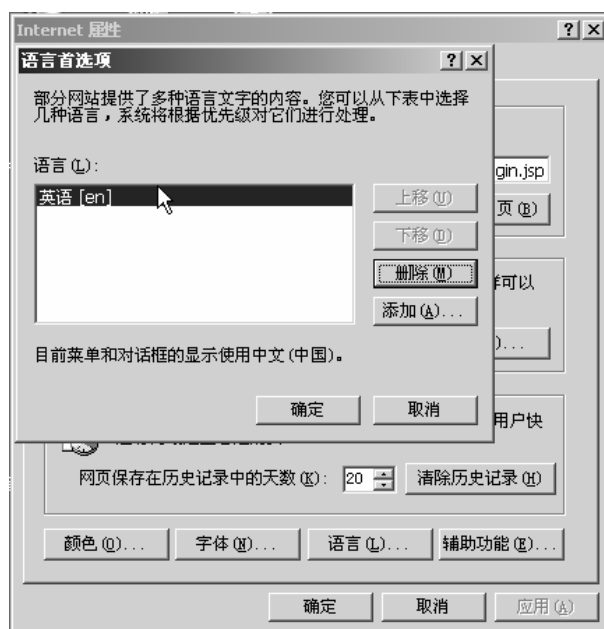 Internet 属性
语言首选项
部分网站提供了多种语言文字的内容。您可以从下表中选择
几种语言，系统将根据优先级对它们进行处理。
语言(L):
gin.jsp
英语 [en]
上移(U)
页(B)
下移(D)
删除(M)
样可以
添加(A)...
)...
目前菜单和对话框的显示使用中文(中国)。
确定
取消
用户快
网页保存在历史记录中的天数(K):
20
清除历史记录(H)
颜色(O)...
字体(N)...
语言(L)...
辅助功能(E)...
确定
取消
应用(A)